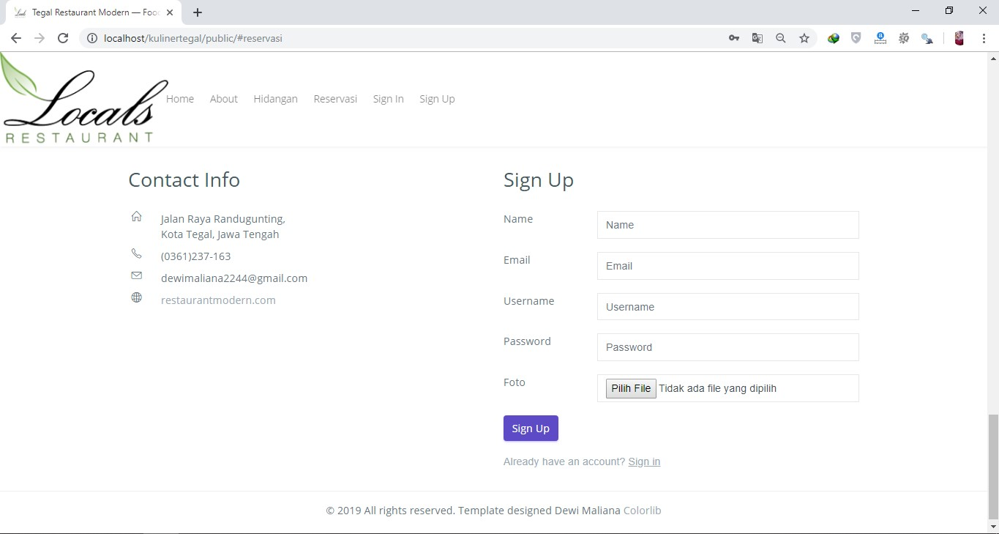 Tegal Restaurant Modern — Food
localhost/kulinertegal/public/#reservasi
Locals
RESTAURANT
Home About Hidangan Reservasi Sign In Sign Up
Contact Info
Jalan Raya Randugunting,
Kota Tegal, Jawa Tengah
(0361)237-163
dewimaliana2244@gmail.com
restaurantmodern.com
Sign Up
Name Name
Email Email
Username Username
Password Password
Foto Pilih File Tidak ada file yang dipilih
Sign Up
Already have an account? Sign in
© 2019 All rights reserved. Template designed Dewi Maliana Colorlib